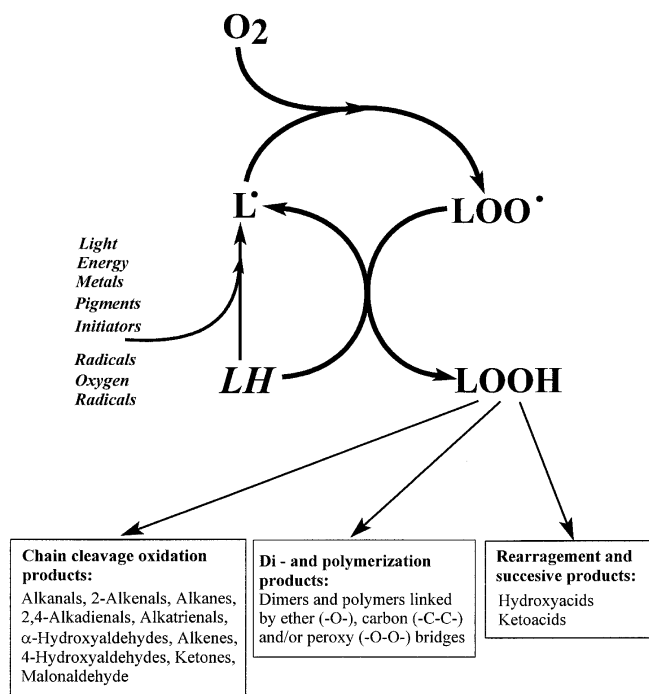 O2
L•
LOO•
Light
Energy
Metals
Pigments
Initiators
Radicals
Oxygen
Radicals
LH
LOOH
Chain cleavage oxidation
products:
Alkanals, 2-Alkenals, Alkanes,
2,4-Alkadienals, Alkatrienals,
α-Hydroxyaldehydes, Alkenes,
4-Hydroxyaldehydes, Ketones,
Malonaldehyde
Di - and polymerization
products:
Dimers and polymers linked
by ether (-O-), carbon (-C-C-)
and/or peroxy (-O-O-) bridges
Rearragement and
succesive products:
Hydroxyacids
Ketoacids